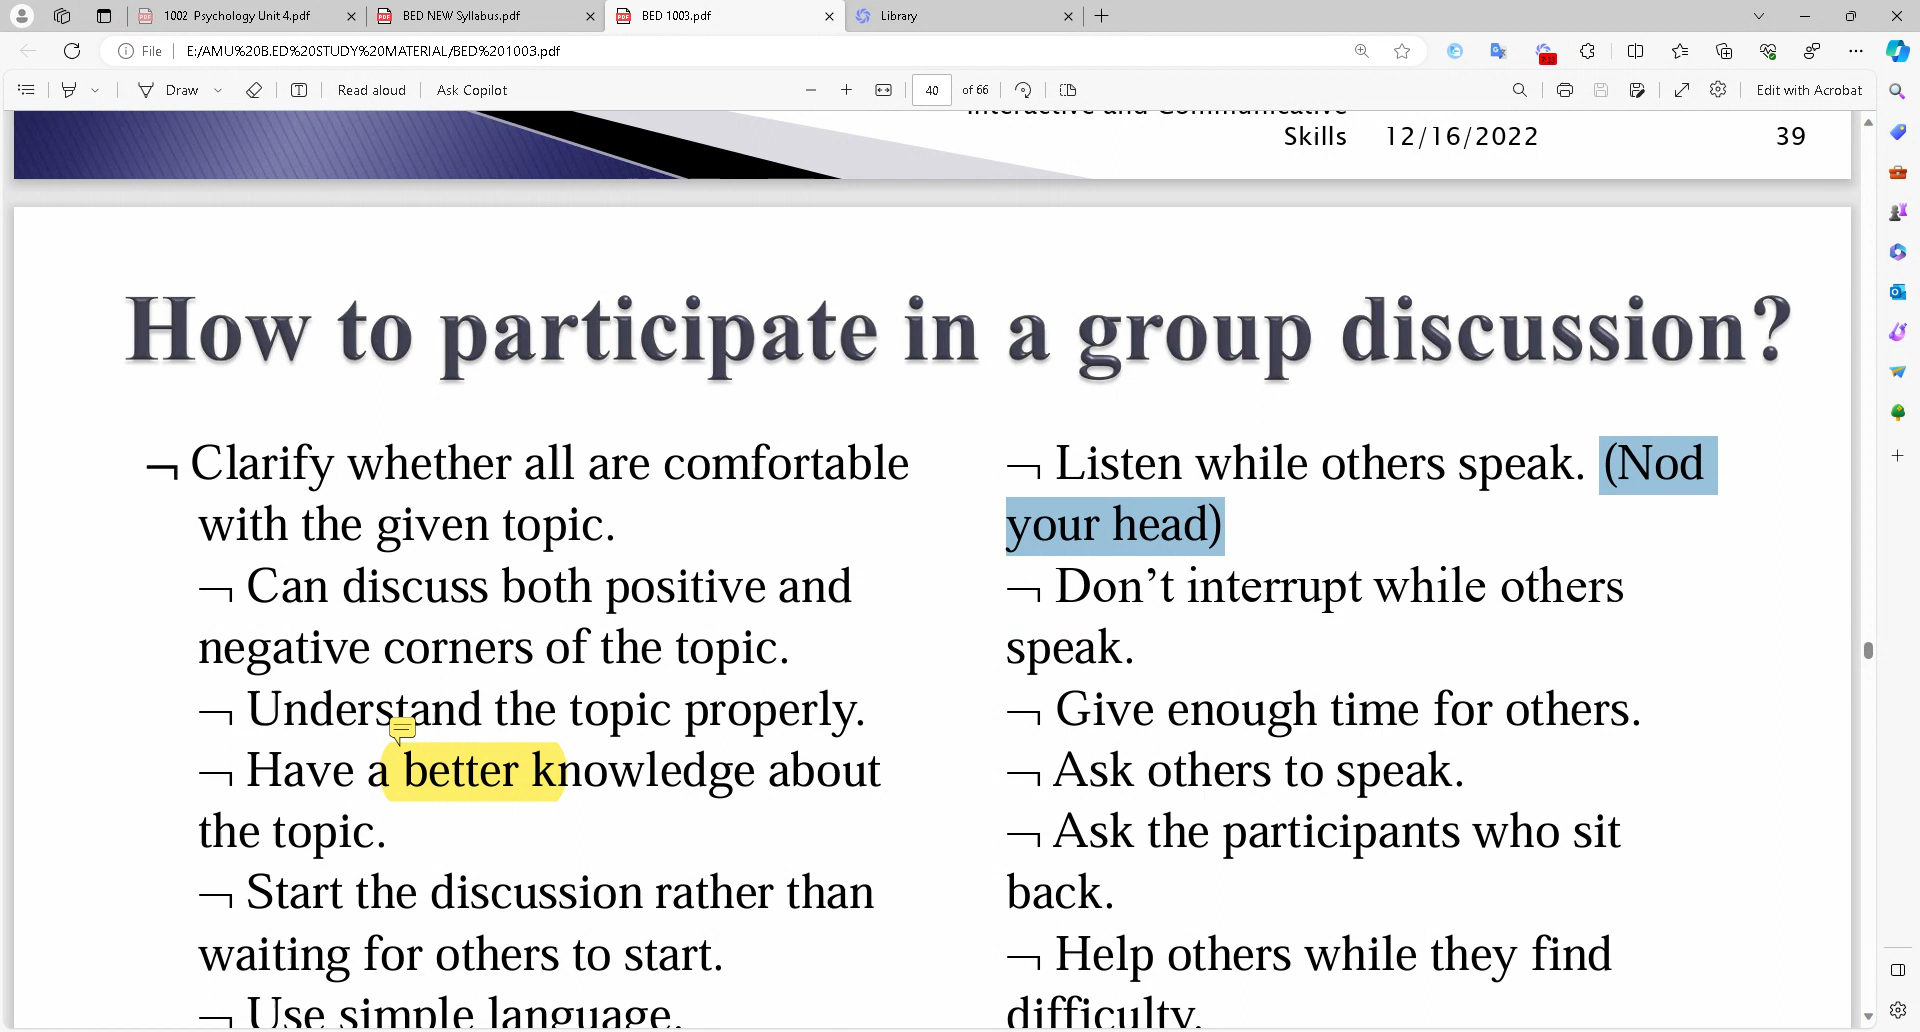 1002 Psychology Unit 4.pdf
BED NEW Syllabus.pdf
BED 1003.pdf
Library
File
E:/AMU%20B.ED%20STUDY%20MATERIAL/BED%201003.pdf
Draw
Read aloud
Ask Copilot
40
of 66
Edit with Acrobat
Interactive and Communicative
Skills 12/16/2022 39
How to participate in a group discussion?
¬ Clarify whether all are comfortable
with the given topic.
¬ Can discuss both positive and
negative corners of the topic.
¬ Understand the topic properly.
¬ Have a better knowledge about
the topic.
¬ Start the discussion rather than
waiting for others to start.
¬ Use simple language.
¬ Listen while others speak. (Nod
your head)
¬ Don’t interrupt while others
speak.
¬ Give enough time for others.
¬ Ask others to speak.
¬ Ask the participants who sit
back.
¬ Help others while they find
difficulty.